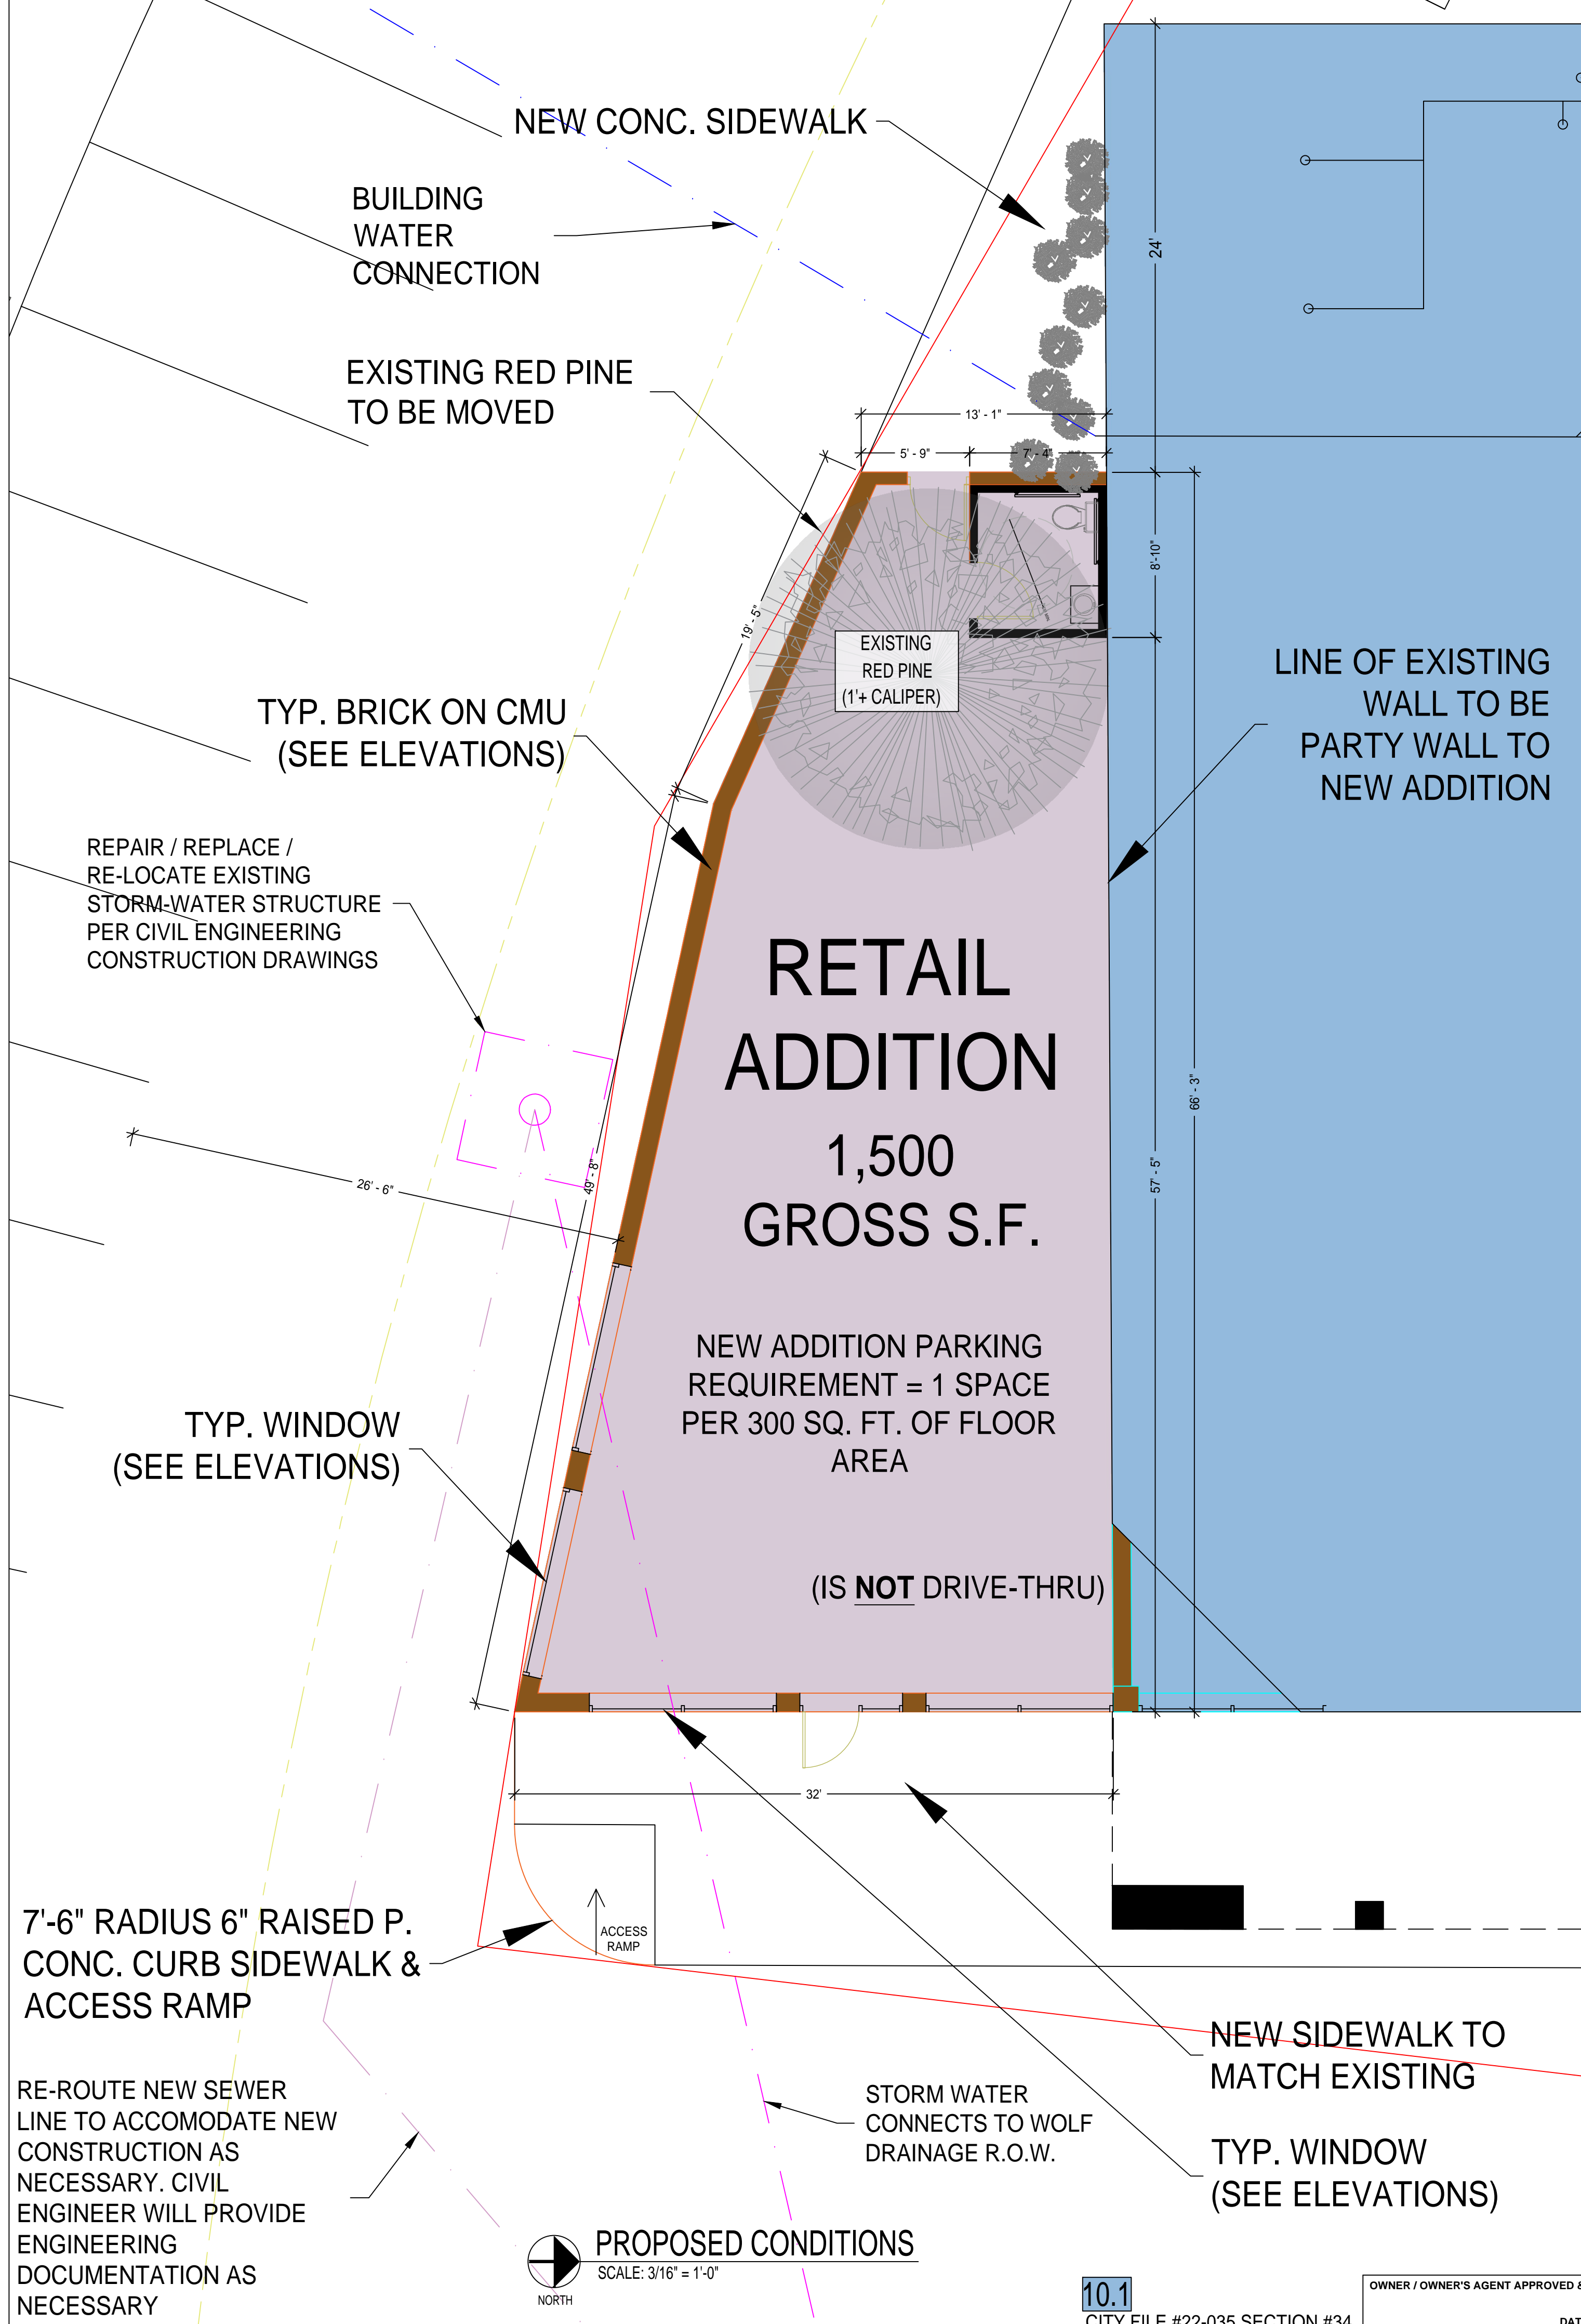 NEW CONC. SIDEWALK
BUILDING
WATER
CONNECTION
24'
EXISTING RED PINE
TO BE MOVED
13' - 1"
5' - 9"
7' - 4"
8'-10"
19' - 5"
EXISTING
RED PINE
(1'+ CALIPER)
LINE OF EXISTING
WALL TO BE
PARTY WALL TO
NEW ADDITION
TYP. BRICK ON CMU
(SEE ELEVATIONS)
REPAIR / REPLACE /
RE-LOCATE EXISTING
STORM-WATER STRUCTURE
PER CIVIL ENGINEERING
CONSTRUCTION DRAWINGS
RETAIL
ADDITION
1,500
GROSS S.F.
66' - 3"
57' - 5"
49' - 8"
26' - 6"
NEW ADDITION PARKING
REQUIREMENT = 1 SPACE
PER 300 SQ. FT. OF FLOOR
AREA
TYP. WINDOW
(SEE ELEVATIONS)
(IS NOT DRIVE-THRU)
32'
7'-6" RADIUS 6" RAISED P.
CONC. CURB SIDEWALK &
ACCESS RAMP
ACCESS
RAMP
NEW SIDEWALK TO
MATCH EXISTING
RE-ROUTE NEW SEWER
LINE TO ACCOMODATE NEW
CONSTRUCTION AS
NECESSARY. CIVIL
ENGINEER WILL PROVIDE
ENGINEERING
DOCUMENTATION AS
NECESSARY
STORM WATER
CONNECTS TO WOLF
DRAINAGE R.O.W.
TYP. WINDOW
(SEE ELEVATIONS)
PROPOSED CONDITIONS
SCALE: 3/16" = 1'-0"
NORTH
10.1
CITY FILE #22-035 SECTION #34
OWNER / OWNER'S AGENT APPROVED &